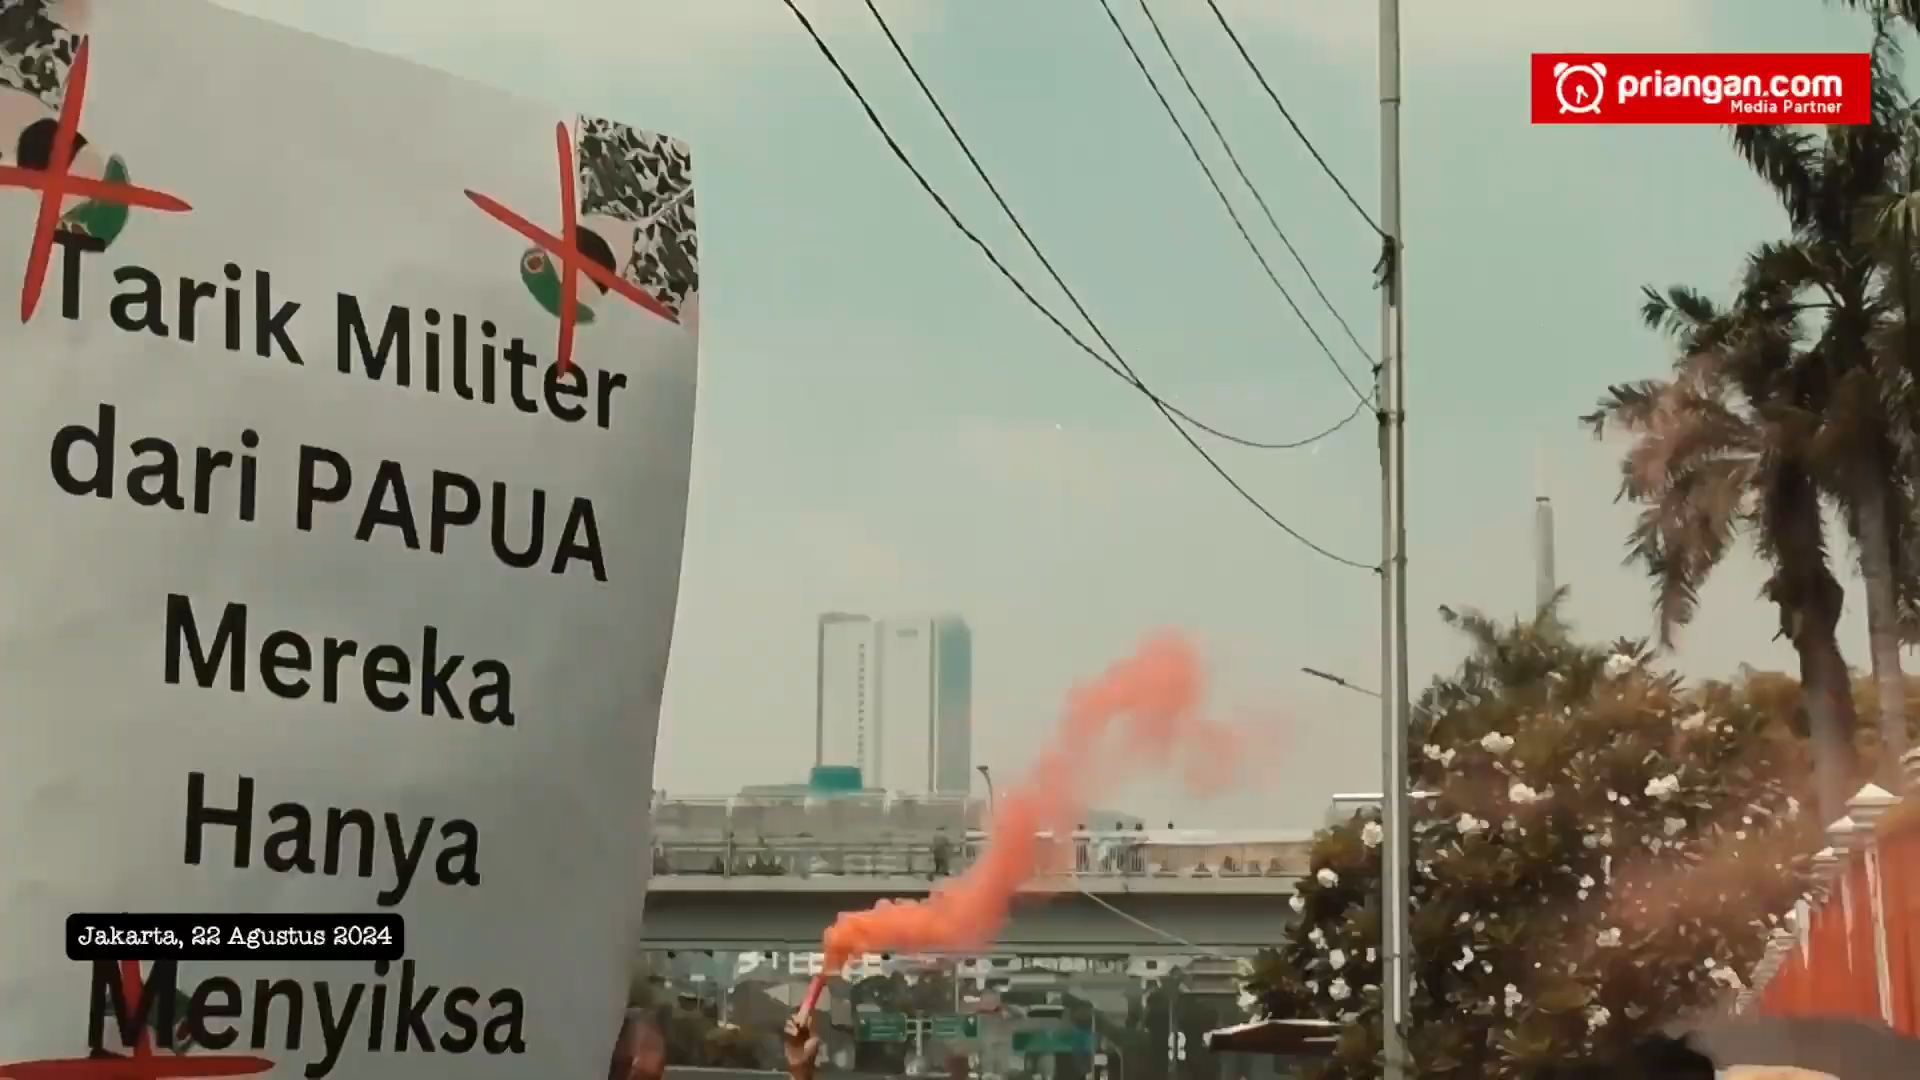 priangan.com
Media Partner
Tarik Militer
dari PAPUA
Mereka
Hanya
Menyiksa
Jakarta, 22 Agustus 2024